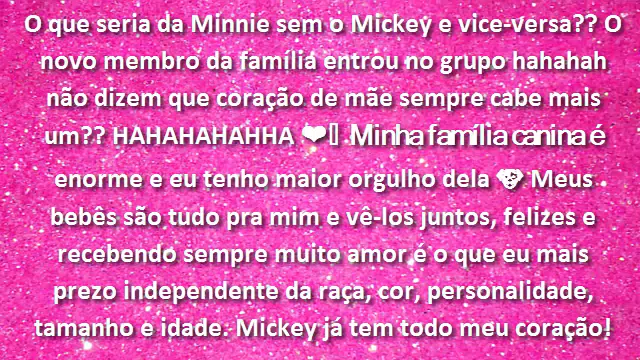 O que seria da Minnie sem o Mickey e vice-versa?? O
novo membro da família entrou no grupo hahahah
não dizem que coração de mãe sempre cabe mais
um?? HAHAHAHAHHA ❤️ Minha família canina é
enorme e eu tenho maior orgulho dela 🐶 Meus
bebês são tudo pra mim e vê-los juntos, felizes e
recebendo sempre muito amor é o que eu mais
prezo independente da raça, cor, personalidade,
tamanho e idade. Mickey já tem todo meu coração!